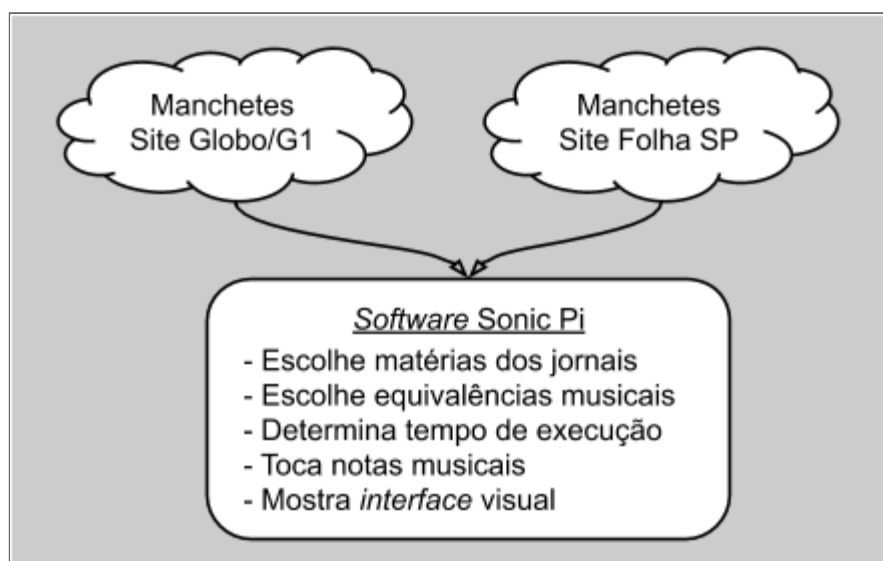 Manchetes
Site Globo/G1
Manchetes
Site Folha SP
Software Sonic Pi
- Escolhe matérias dos jornais
- Escolhe equivalências musicais
- Determina tempo de execução
- Toca notas musicais
- Mostra interface visual